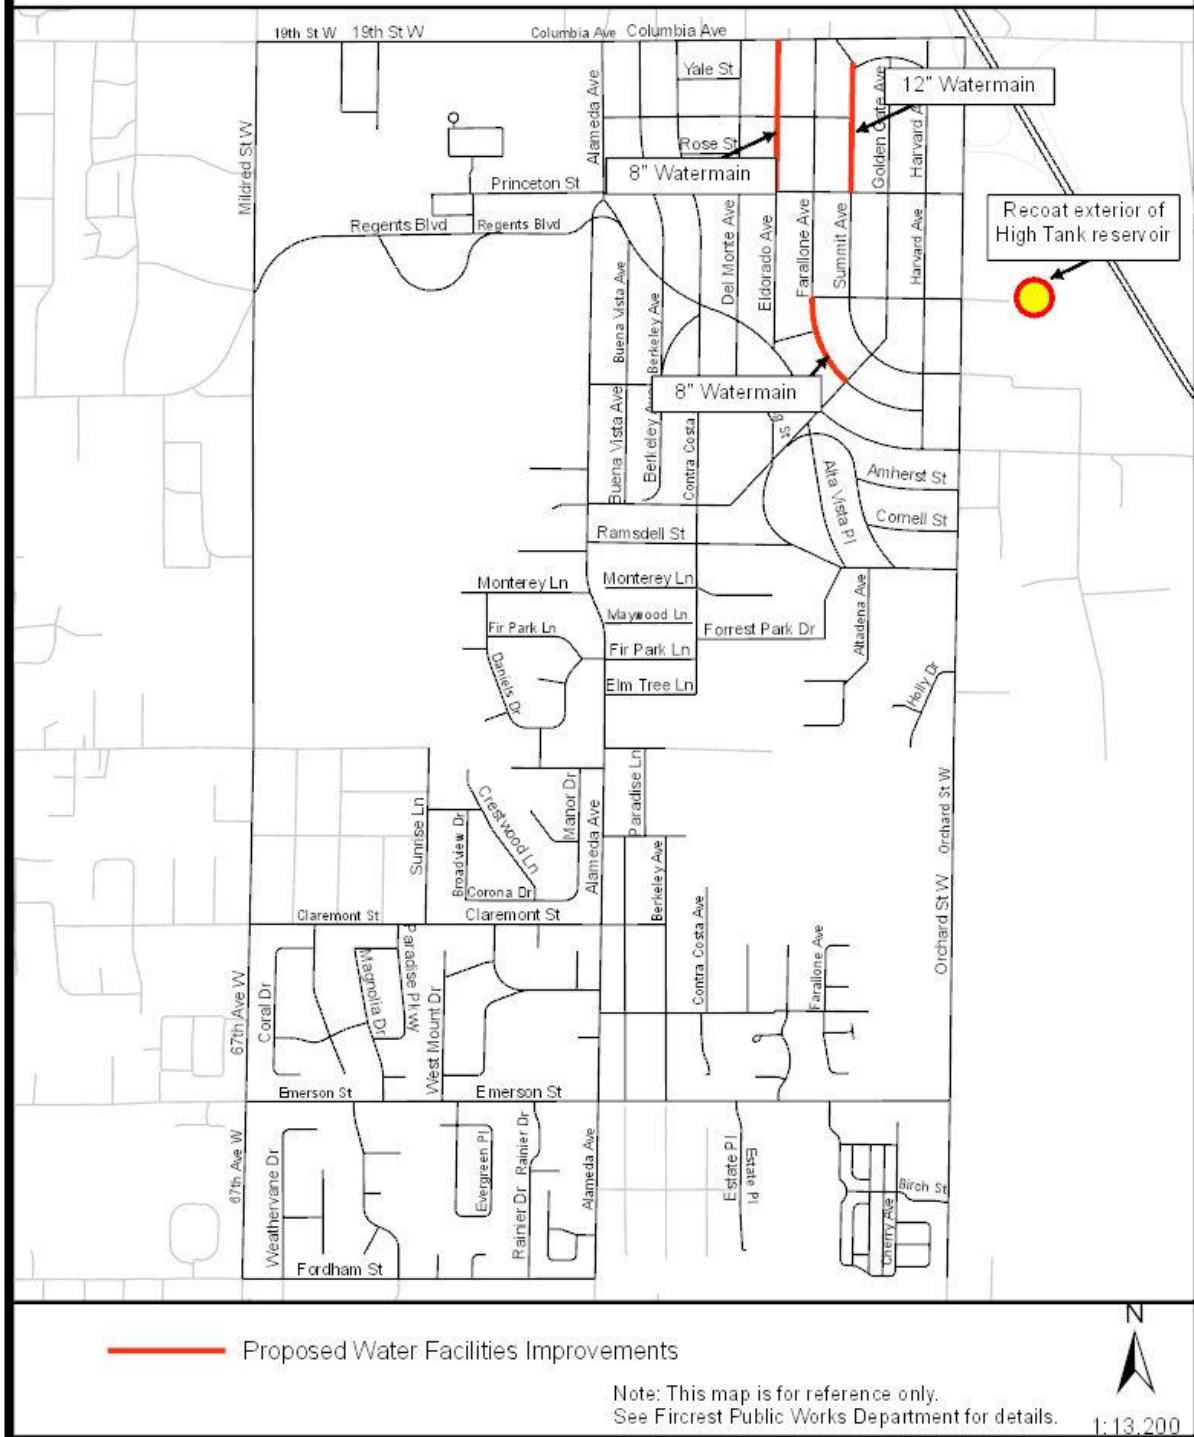 19th St W
19th St W
Columbia Ave
Columbia Ave
Yale St
Alameda Ave
Mildred St W
Rose St
Golden Gate Ave
12" Watermain
Harvard A
8" Watermain
Princeton St
Regents Blvd
Regents Blvd
Del Monte Ave
Eldorado Ave
Farallone Ave
Summit Ave
Harvard Ave
Recoat exterior of
High Tank reservoir
Buena Vista Ave
Berkeley Ave
8" Watermain
Buena Vista Ave
Berkeley Ave
Contra Costa
St
Alta Vista Pl
Amherst St
Cornell St
Ramsdell St
Monterey Ln
Monterey Ln
Maywood Ln
Fir Park Ln
Forrest Park Dr
Altadena Ave
Fir Park Ln
Daniels Dr
Elm Tree Ln
Holly Dr
Sunrise Ln
Crestwood Ln
Broadview Dr
Manor Dr
Corona Dr
Alameda Ave
Paradise Ln
Berkeley Ave
Orchard St W
Orchard St W
Claremont St
Claremont St
Contra Costa Ave
Farallone Ave
67th Ave W
Coral Dr
Magnolia Dr
Paradise Pkwy
West Mount Dr
Emerson St
Emerson St
67th Ave W
Weathervane Dr
Evergreen Pl
Rainier Dr
Rainier Dr
Alameda Ave
Estate Pl
Estate Pl
Birch St
Cherry Ave
Fordham St
Proposed Water Facilities Improvements
N
Note: This map is for reference only.
See Fircrest Public Works Department for details.
1:13,200